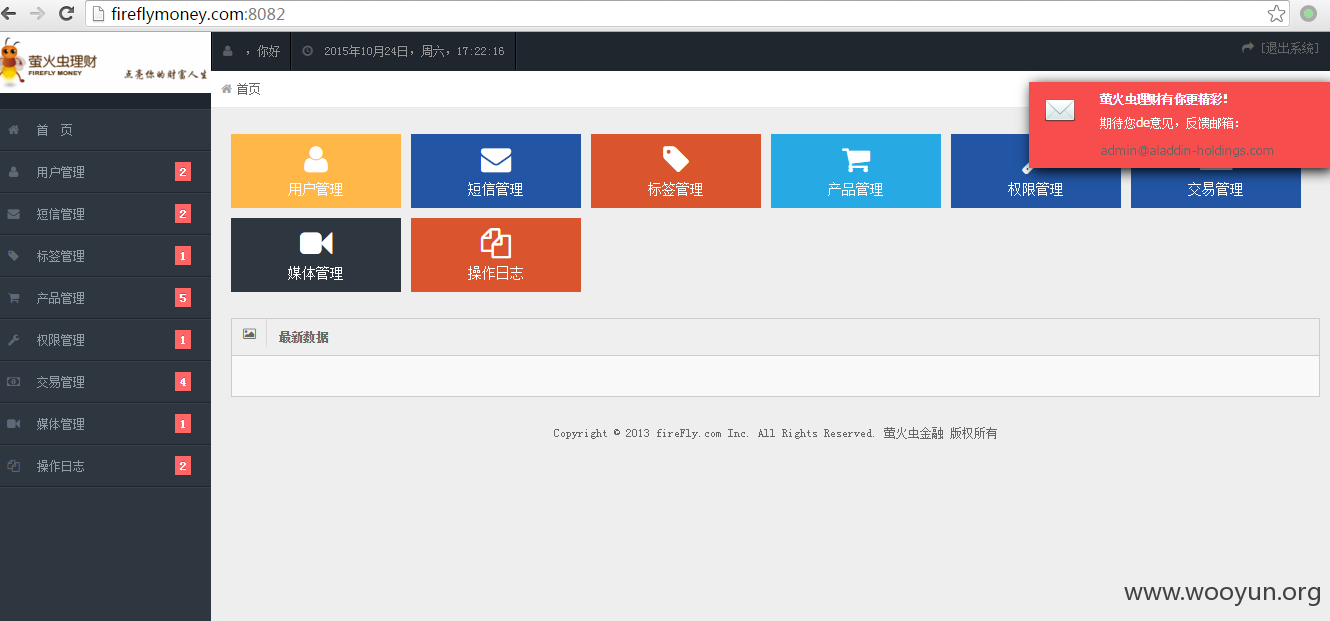 fireflymoney.com:8082
萤火虫理财
FIREFLY MONEY
点亮你的财富人生
，你好
2015年10月24日，周六，17:22:16
[退出系统]
首页
萤火虫理财有你更精彩!
期待您de意见，反馈邮箱：
admin@aladdin-holdings.com
首 页
用户管理 2
短信管理 2
标签管理 1
产品管理 5
权限管理 1
交易管理 4
媒体管理 1
操作日志 2
用户管理
短信管理
标签管理
产品管理
权限管理
交易管理
媒体管理
操作日志
最新数据
Copyright © 2013 fireFly.com Inc. All Rights Reserved. 萤火虫金融 版权所有
www.wooyun.org